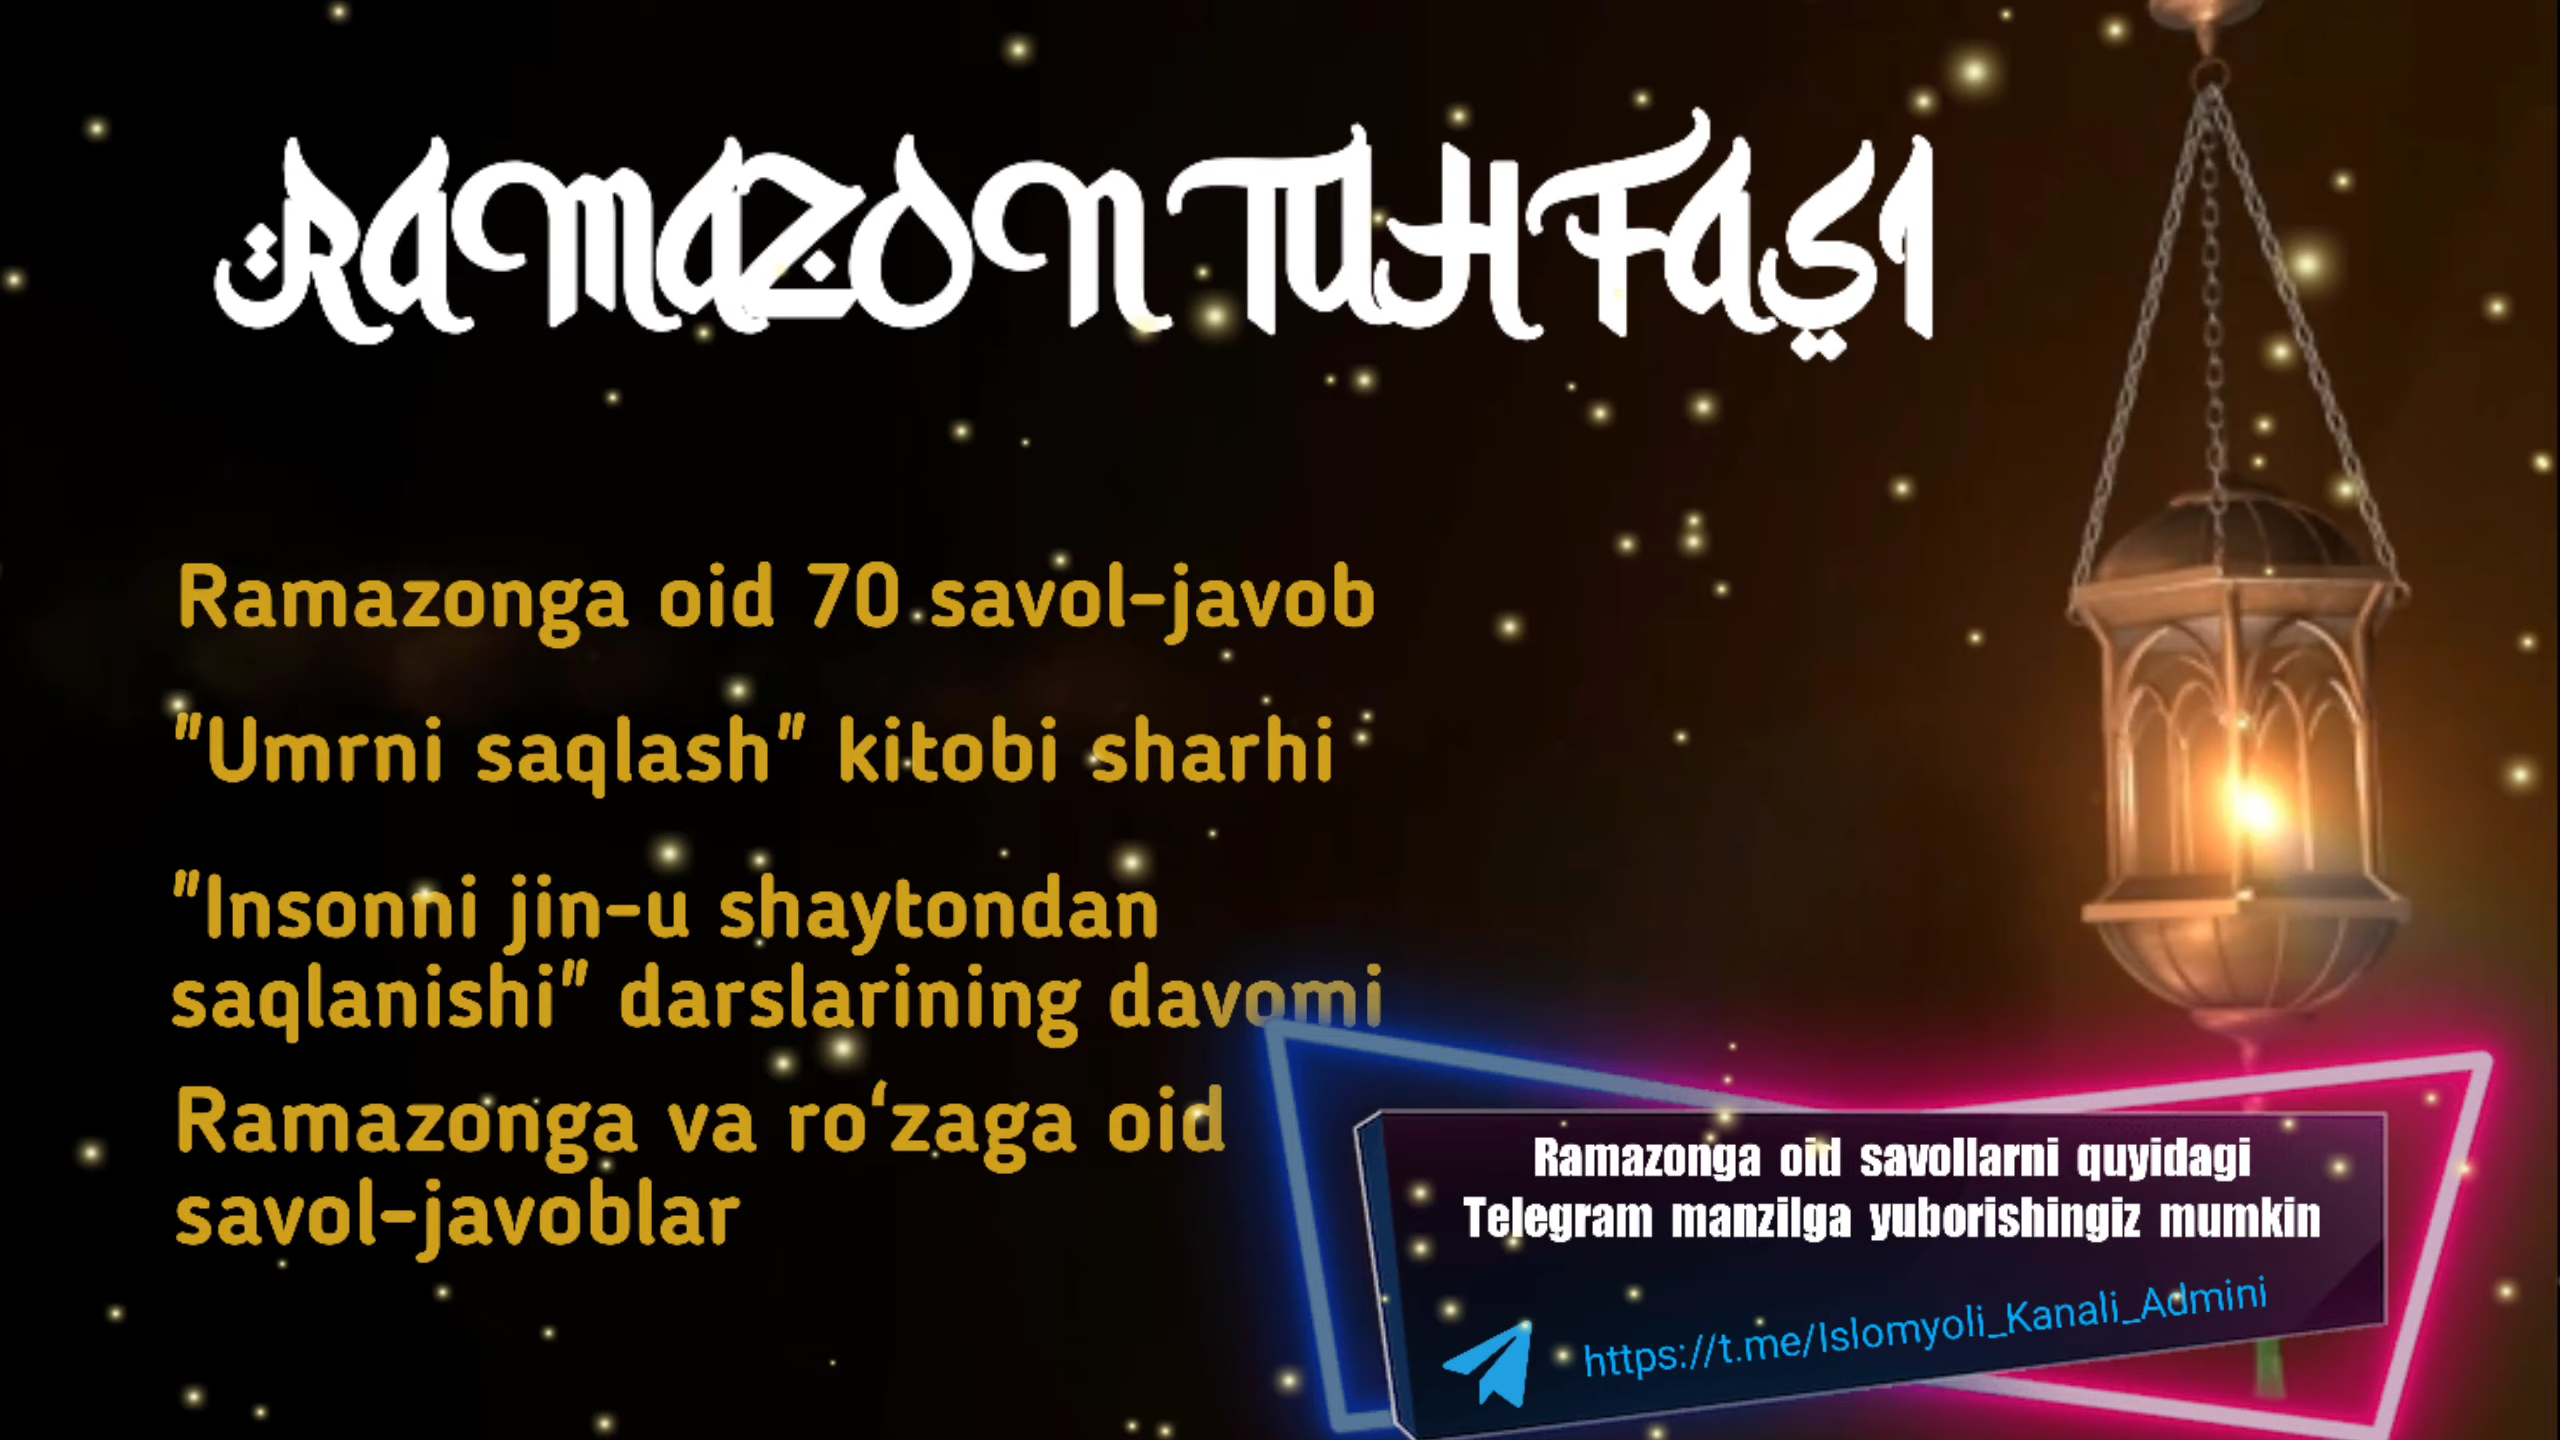 RAMAZON TUHFASI
Ramazonga oid 70 savol-javob
"Umrni saqlash" kitobi sharhi
"Insonni jin-u shaytondan
saqlanishi" darslarining davomi
Ramazonga va ro‘zaga oid
savol-javoblar
Ramazonga oid savollarni quyidagi
Telegram manzilga yuborishingiz mumkin
https://t.me/Islomyoli_Kanali_Admini